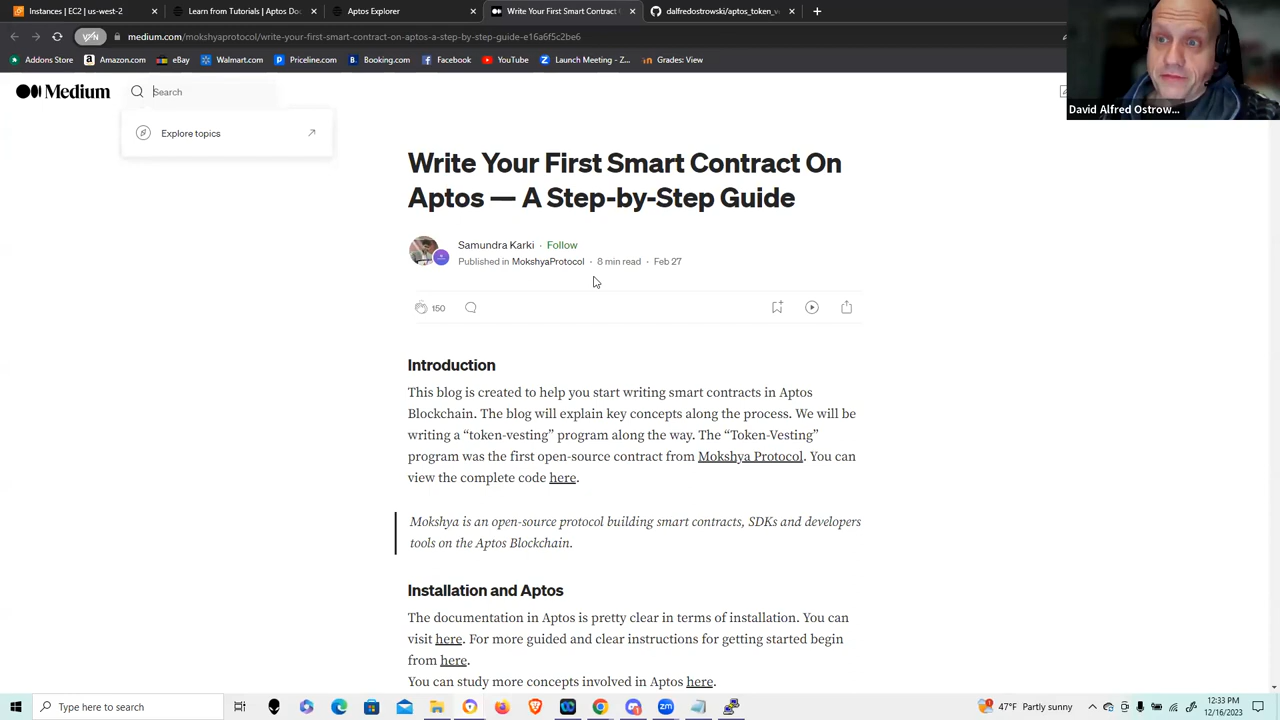 Instances | EC2 | us-west-2
Learn from Tutorials | Aptos Do
Aptos Explorer
Write Your First Smart Contract
dalfredostrowski/aptos_token_v
VPN
medium.com/mokshyaprotocol/write-your-first-smart-contract-on-aptos-a-step-by-step-guide-e16a6f5c2be6
Addons Store
Amazon.com
eBay
Walmart.com
Priceline.com
Booking.com
Facebook
YouTube
Launch Meeting - Z...
Grades: View
David Alfred Ostrow...
Medium
Search
Explore topics
Write Your First Smart Contract On
Aptos — A Step-by-Step Guide
Samundra Karki · Follow
Published in MokshyaProtocol · 8 min read · Feb 27
150
Introduction
This blog is created to help you start writing smart contracts in Aptos
Blockchain. The blog will explain key concepts along the process. We will be
writing a “token-vesting” program along the way. The “Token-Vesting”
program was the first open-source contract from Mokshya Protocol. You can
view the complete code here.
Mokshya is an open-source protocol building smart contracts, SDKs and developers
tools on the Aptos Blockchain.
Installation and Aptos
The documentation in Aptos is pretty clear in terms of installation. You can
visit here. For more guided and clear instructions for getting started begin
from here.
You can study more concepts involved in Aptos here.
Type here to search
47°F Partly sunny
12:33 PM
12/16/2023